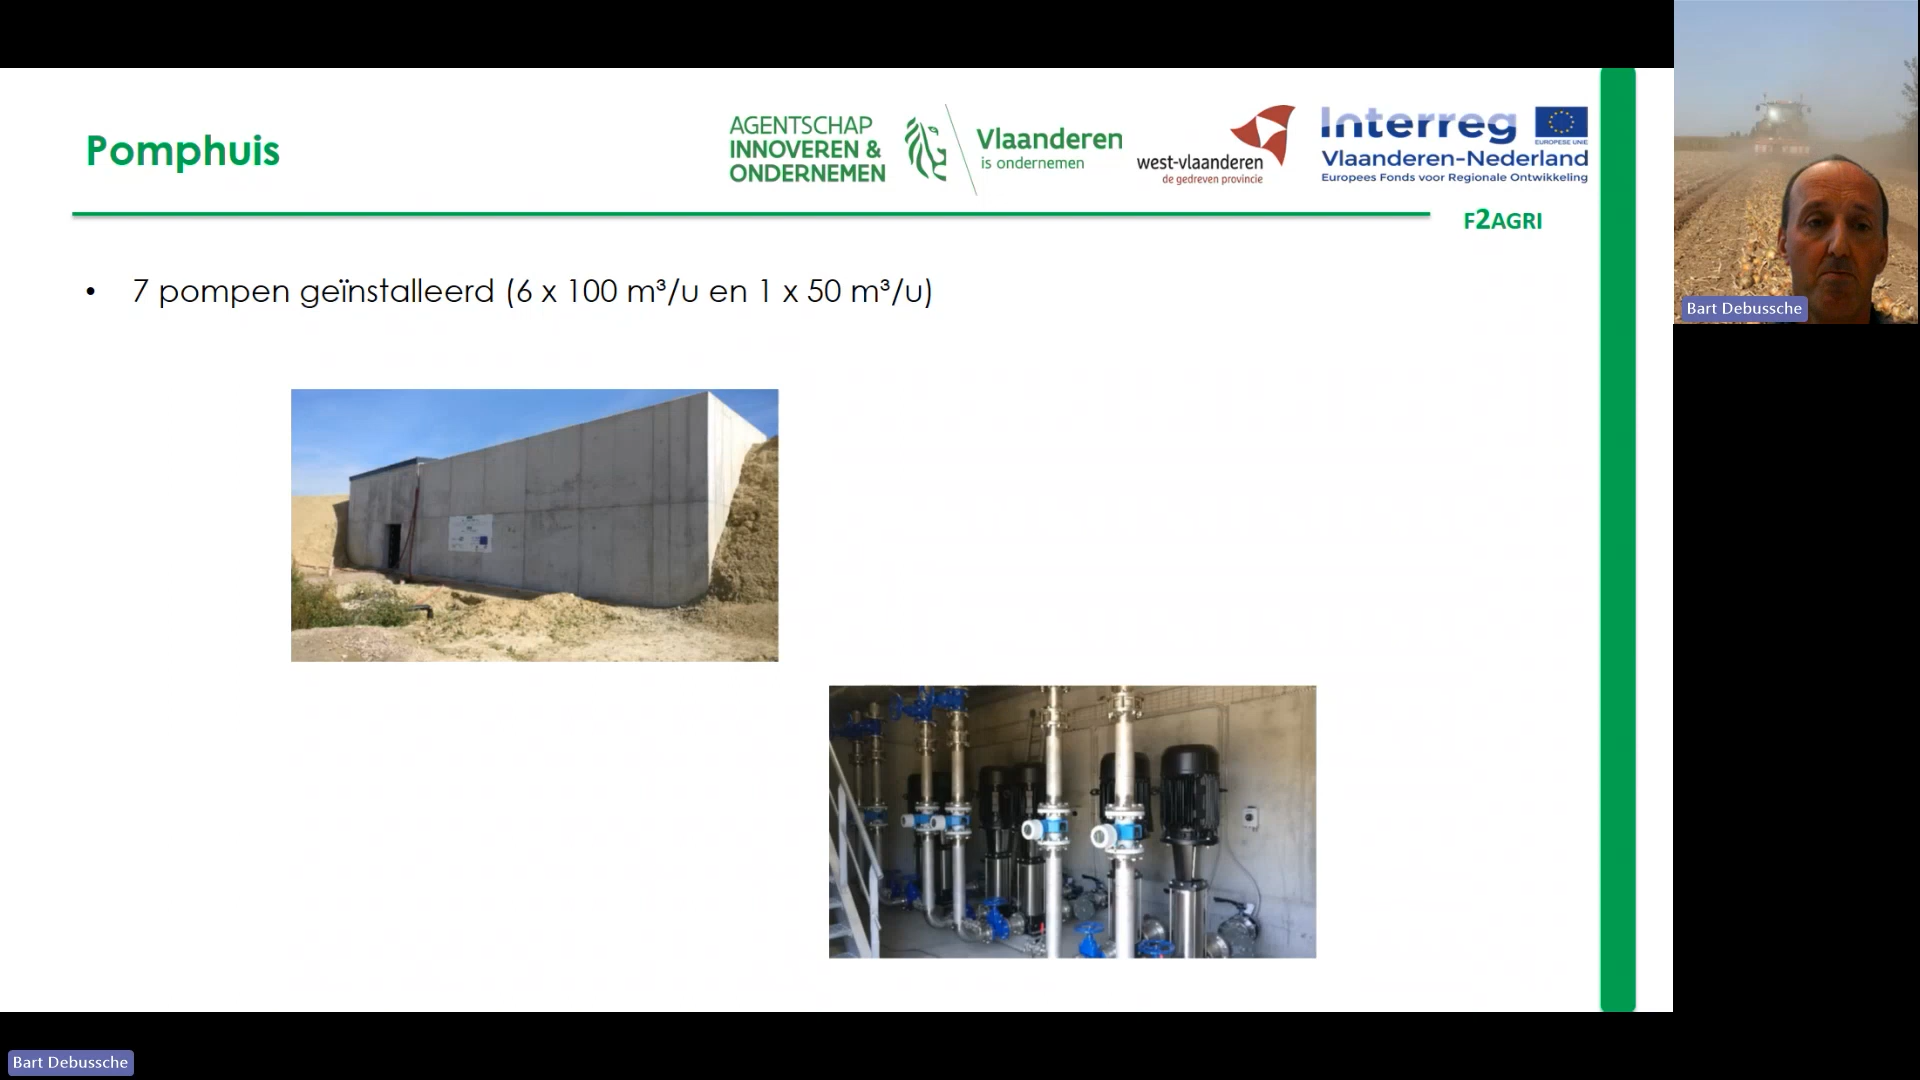 Pomphuis
AGENTSCHAP
INNOVEREN &
ONDERNEMEN
Vlaanderen
is ondernemen
west-vlaanderen
de gedreven provincie
Interreg
EUROPESE UNIE
Vlaanderen-Nederland
Europees Fonds voor Regionale Ontwikkeling
F2AGRI
• 7 pompen geïnstalleerd (6 x 100 m³/u en 1 x 50 m³/u)
Bart Debussche
Bart Debussche